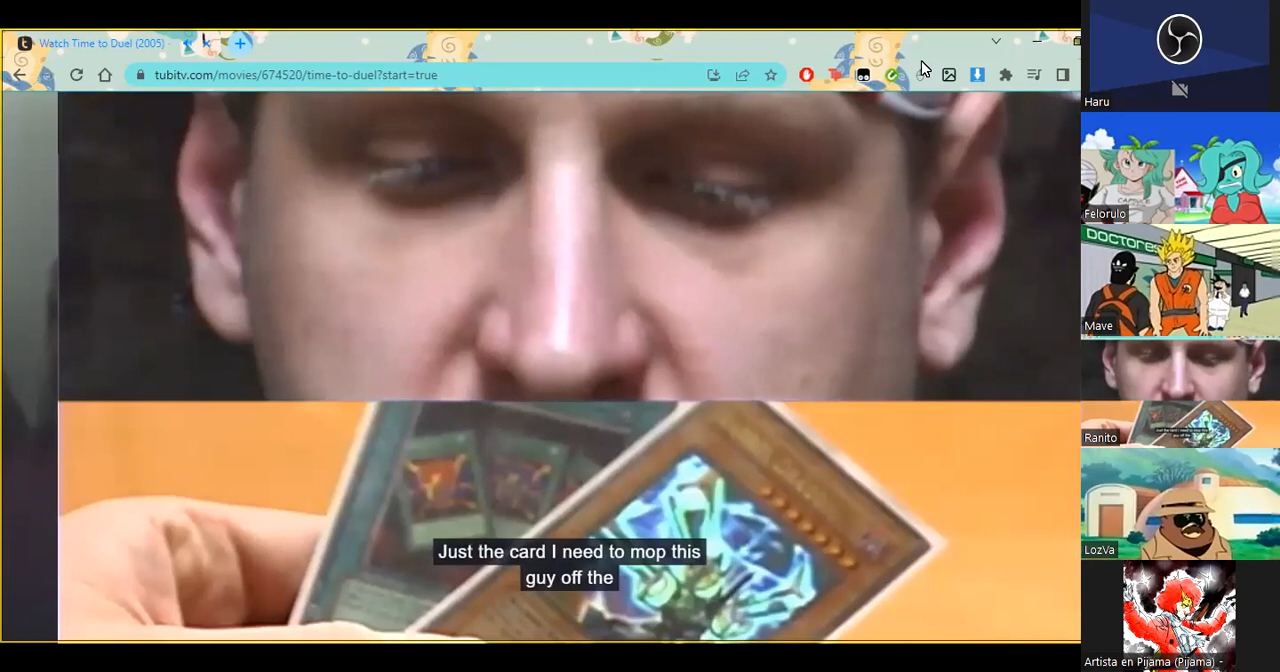 Watch Time to Duel (2005)
tubitv.com/movies/674520/time-to-duel?start=true
Just the card I need to mop this
guy off the
Haru
Felorulo
DOCTORES
Mave
Ranito
LozVa
Artista en Pijama (Pijama) -